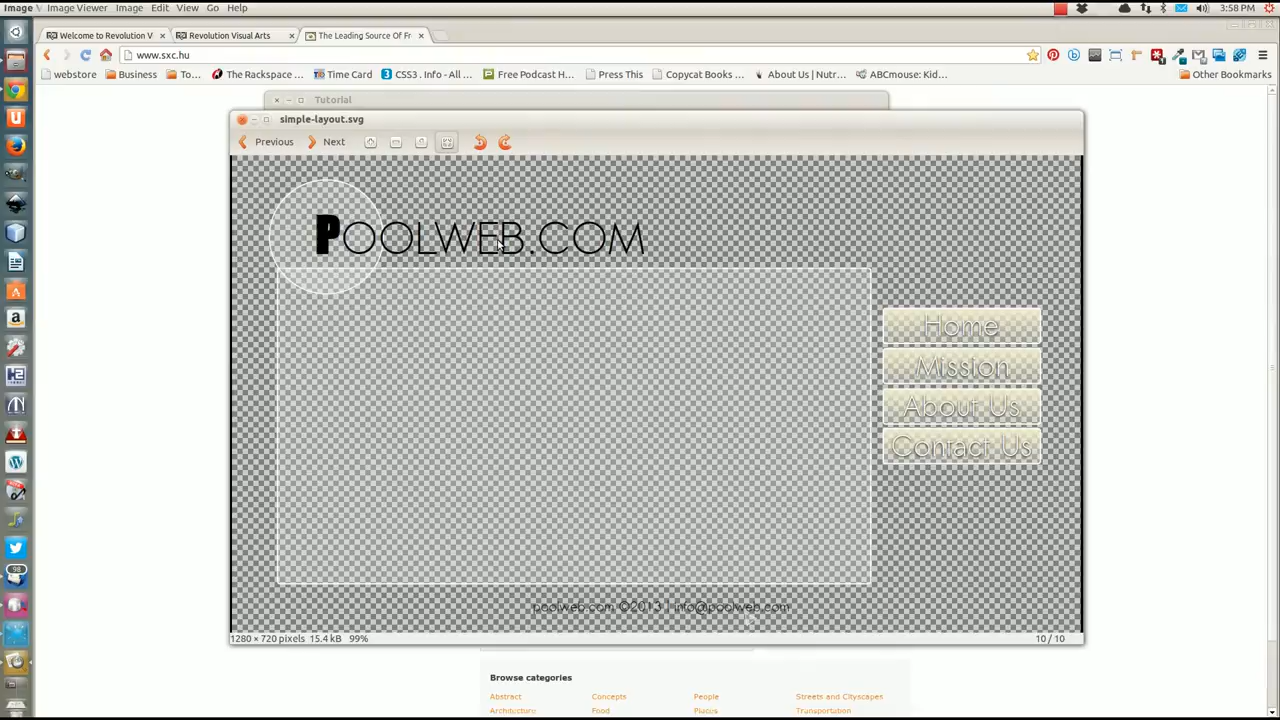 Image Image Viewer Image Edit View Go Help
3:58 PM
Welcome to Revolution V
Revolution Visual Arts
The Leading Source Of Fr
www.sxc.hu
webstore Business To... The Rackspace ... Time Card CSS3 . Info - All ... Free Podcast H... Press This Copycat Books ... About Us | Nutr... ABCmouse: Kid... Other Bookmarks
Tutorial
simple-layout.svg
Previous Next
POOLWEB.COM
Home
Mission
About Us
Contact Us
poolweb.com ©2013 | info@poolweb.com
1280 × 720 pixels 15.4 kB 99% 10 / 10
Browse categories
Abstract Concepts People Streets and Cityscapes
Architecture Food Places Transportation